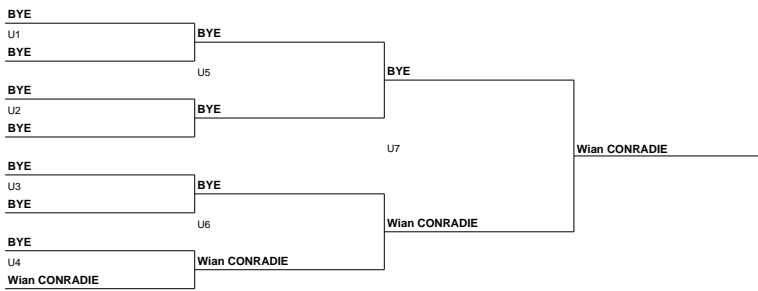 BYE
U1
BYE
BYE
U5
BYE
BYE
U2
BYE
BYE
U7
Wian CONRADIE
BYE
U3
BYE
BYE
U6
Wian CONRADIE
BYE
U4
Wian CONRADIE
Wian CONRADIE